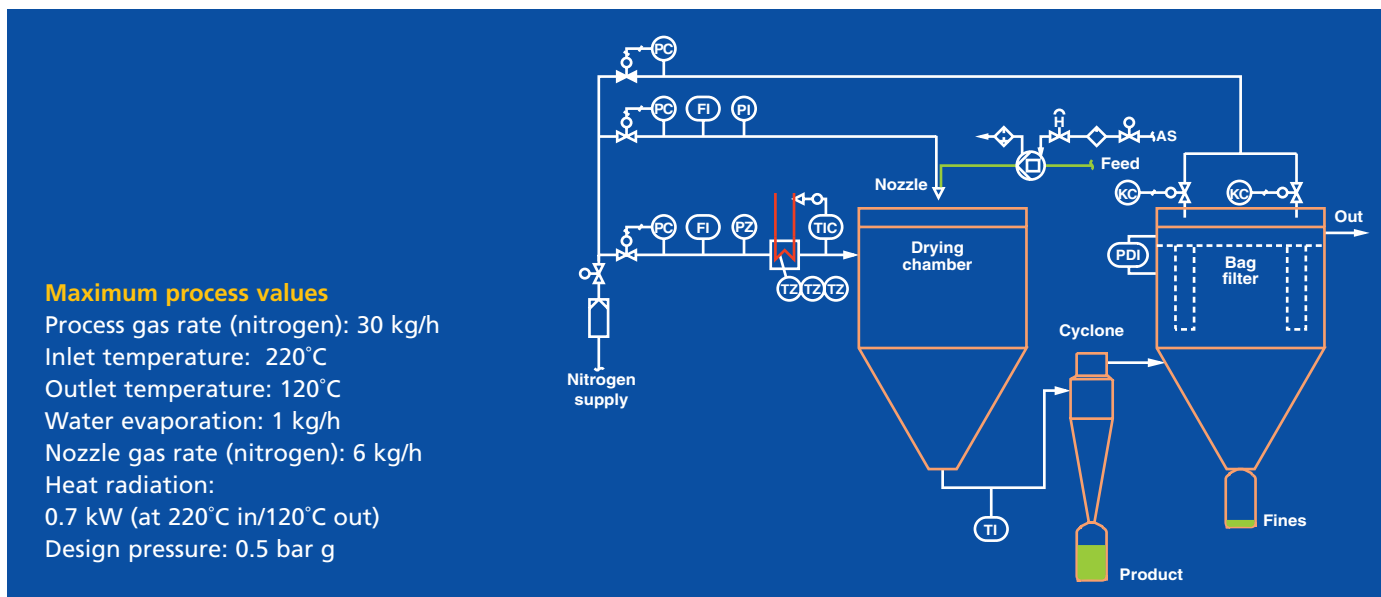 Maximum process values
Process gas rate (nitrogen): 30 kg/h
Inlet temperature: 220˚C
Outlet temperature: 120˚C
Water evaporation: 1 kg/h
Nozzle gas rate (nitrogen): 6 kg/h
Heat radiation:
0.7 kW (at 220˚C in/120˚C out)
Design pressure: 0.5 bar g
PC
PC
FI
PI
H
AS
Feed
Nozzle
KC
KC
Out
PC
FI
PZ
TIC
TZ
TZ
TZ
Drying
chamber
PDI
Bag
filter
Cyclone
Nitrogen
supply
TI
Fines
Product